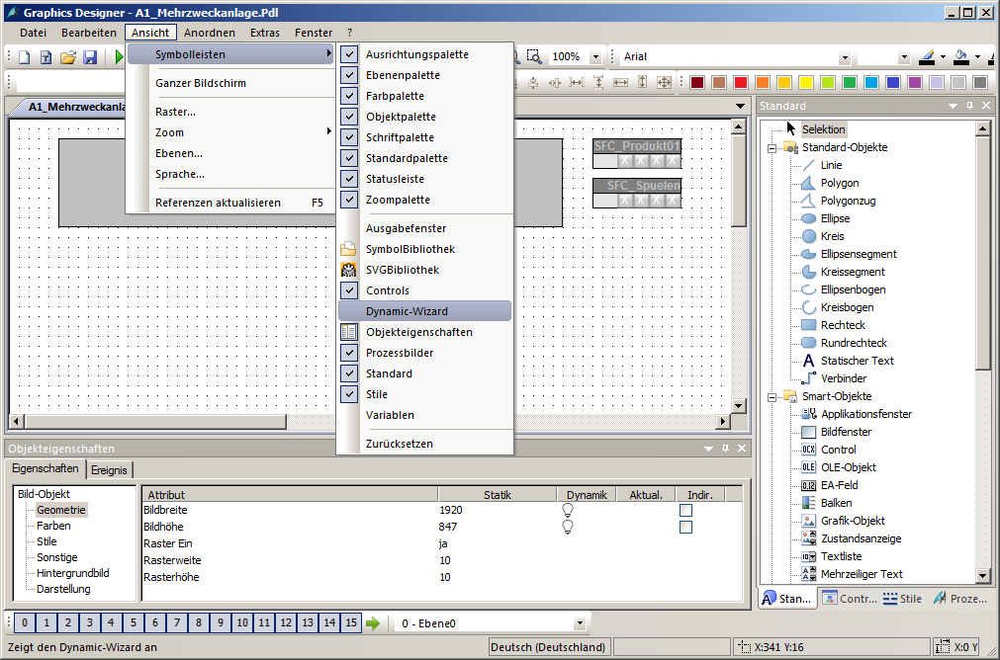 Graphics Designer - A1_Mehrzweckanlage.Pdl
Datei Bearbeiten Ansicht Anordnen Extras Fenster ?
100% Arial
Symbolleisten
Ganzer Bildschirm
Raster...
Zoom
Ebenen...
Sprache...
Referenzen aktualisieren F5
Ausrichtungspalette
Ebenenpalette
Farbpalette
Objektpalette
Schriftpalette
Standardpalette
Statusleiste
Zoompalette
Ausgabefenster
SymbolBibliothek
SVGBibliothek
Controls
Dynamic-Wizard
Objekteigenschaften
Prozessbilder
Standard
Stile
Variablen
Zurücksetzen
A1_Mehrzweckanla
SFC_Produkt01
X X X X
SFC_Spuelen
X X X X
Standard
Selektion
Standard-Objekte
Linie
Polygon
Polygonzug
Ellipse
Kreis
Ellipsensegment
Kreissegment
Ellipsenbogen
Kreisbogen
Rechteck
Rundrechteck
A Statischer Text
Verbinder
Smart-Objekte
Applikationsfenster
Bildfenster
OCX Control
OLE OLE-Objekt
0.12 EA-Feld
Balken
Grafik-Objekt
Zustandsanzeige
Textliste
Mehrzeiliger Text
Stan... Contr... Stile Proze...
Objekteigenschaften
Eigenschaften Ereignis
Bild-Objekt
Geometrie
Farben
Stile
Sonstige
Hintergrundbild
Darstellung
Attribut Statik Dynamik Aktual. Indir.
Bildbreite 1920
Bildhöhe 847
Raster Ein ja
Rasterweite 10
Rasterhöhe 10
0 1 2 3 4 5 6 7 8 9 10 11 12 13 14 15 0 - Ebene0
Zeigt den Dynamic-Wizard an Deutsch (Deutschland) X:341 Y:16 X:0 Y